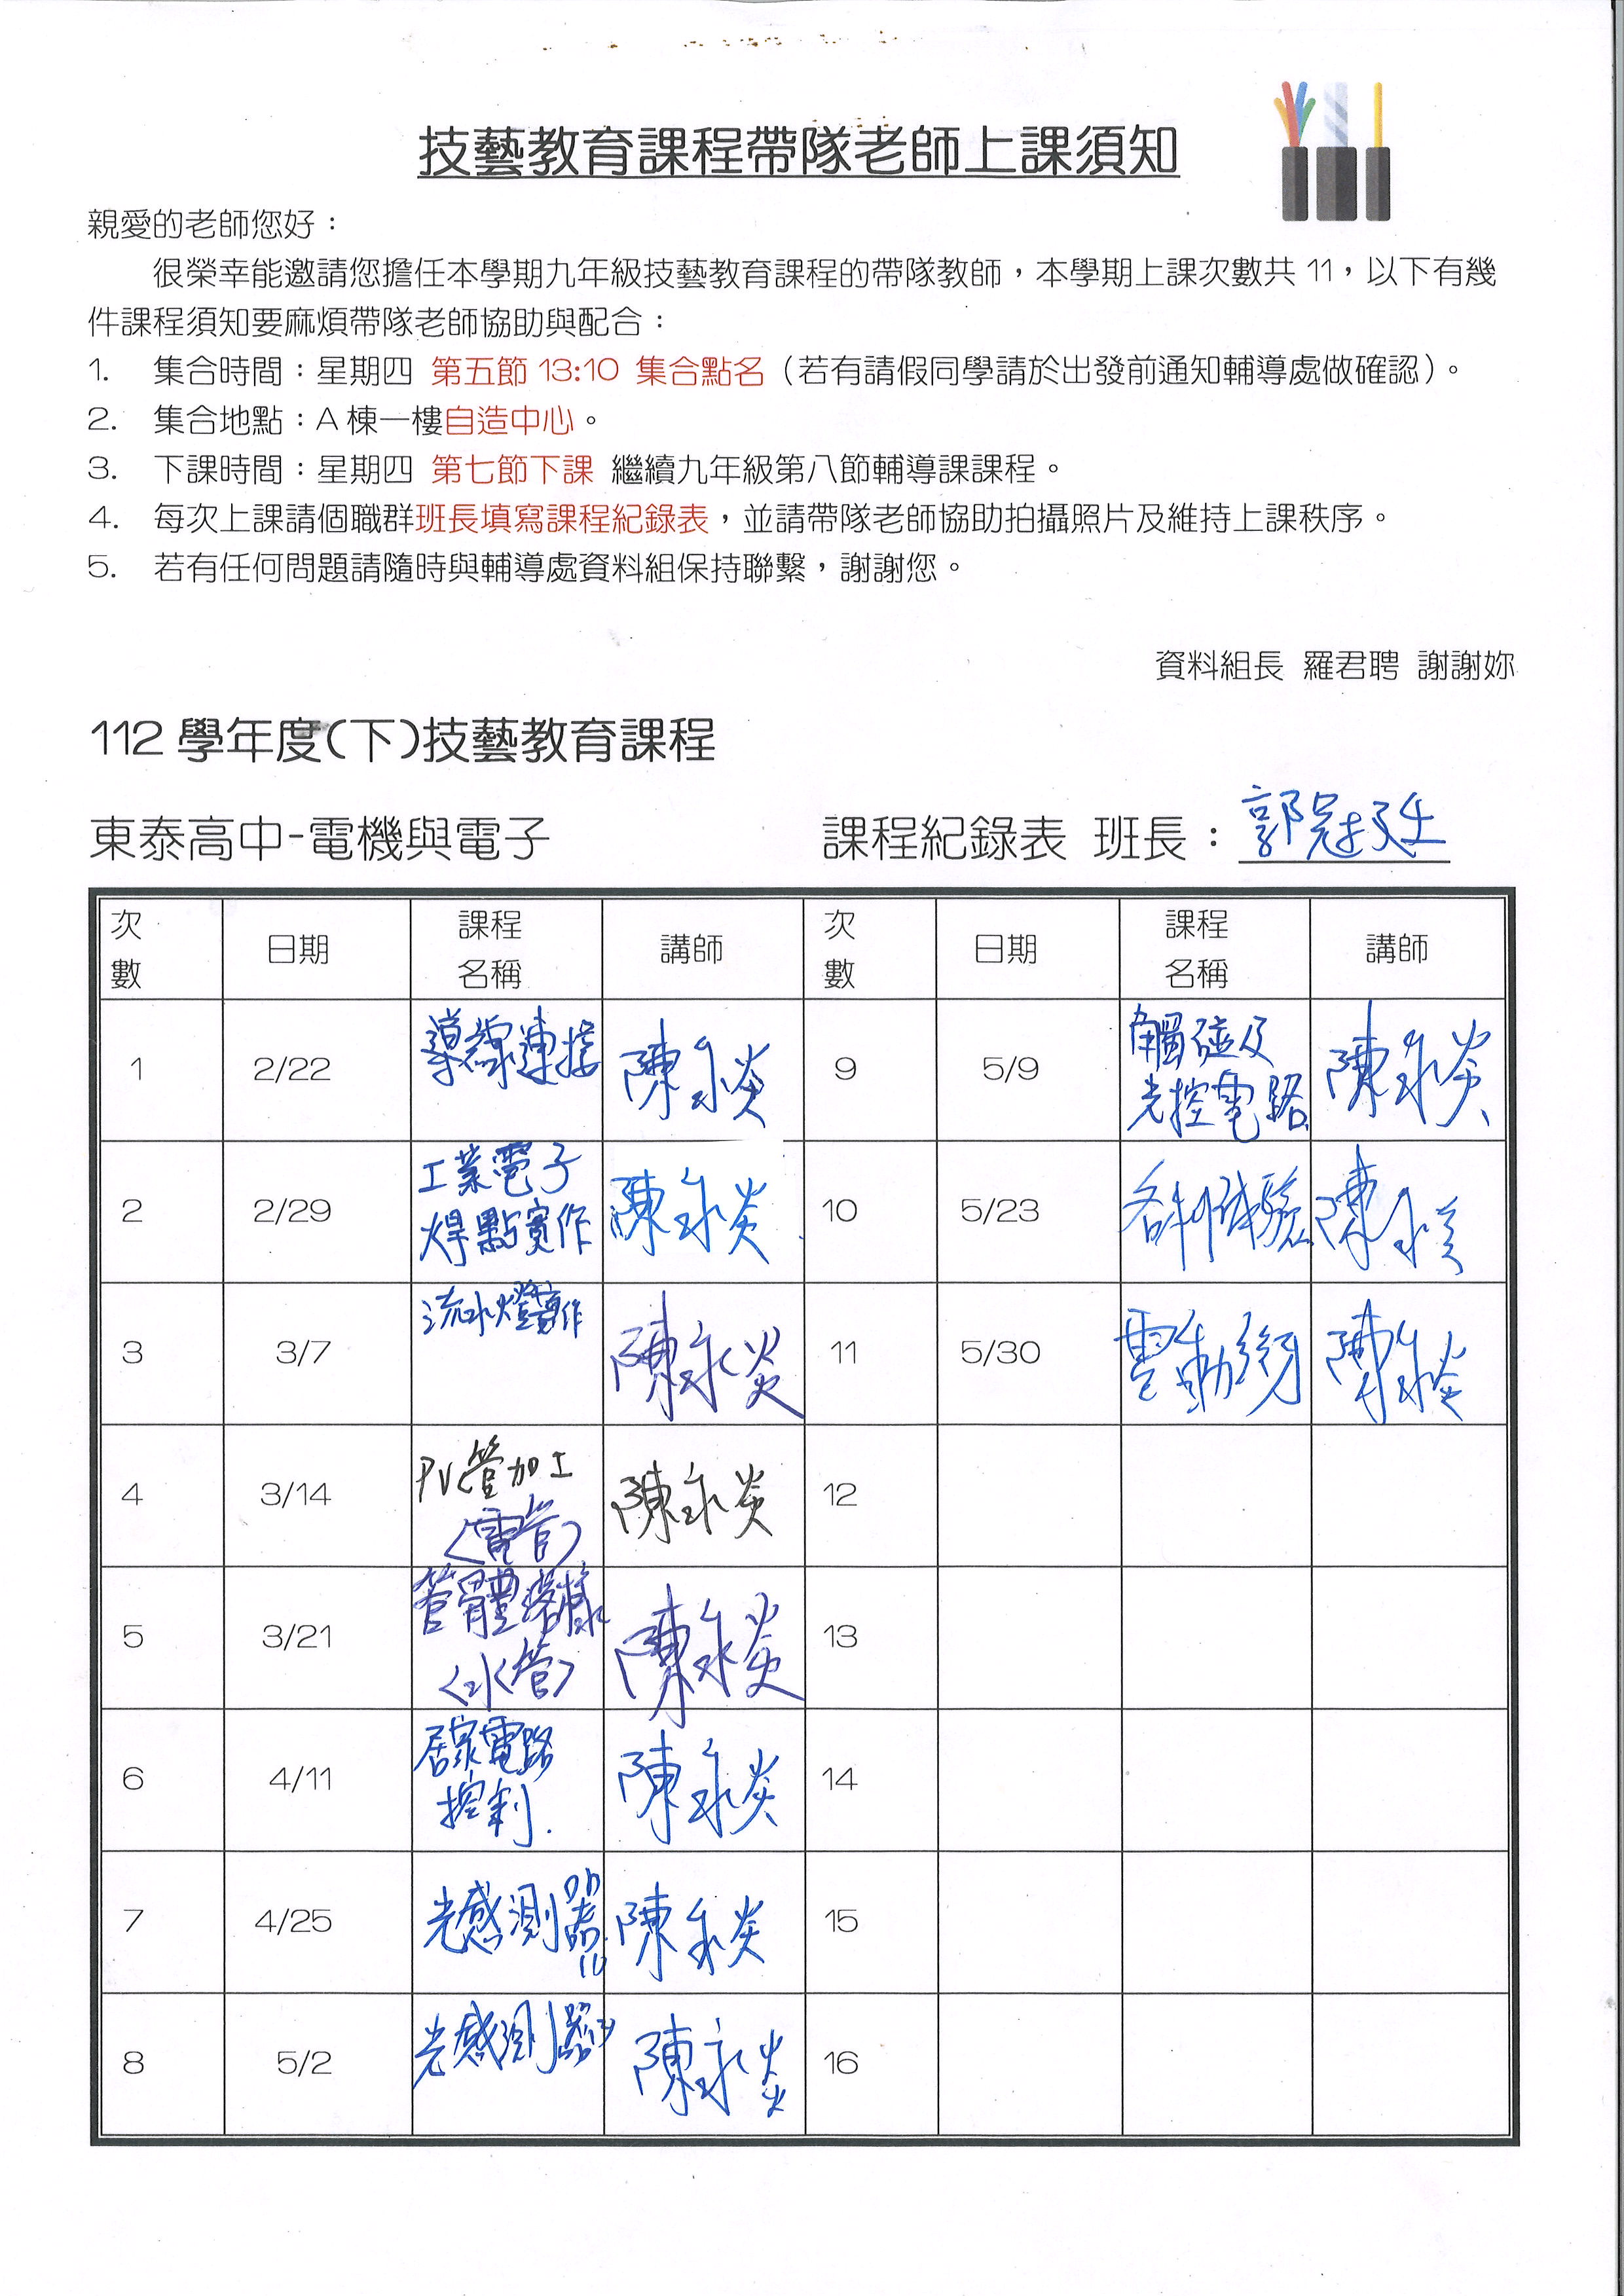 技藝教育課程帶隊老師上課須知
親愛的老師您好：
很榮幸能邀請您擔任本學期九年級技藝教育課程的帶隊教師，本學期上課次數共 11，以下有幾
件課程須知要麻煩帶隊老師協助與配合：
1. 集合時間：星期四 第五節 13:10 集合點名（若有請假同學請於出發前通知輔導處做確認）。
2. 集合地點：A 棟一樓自造中心。
3. 下課時間：星期四 第七節下課 繼續九年級第八節輔導課課程。
4. 每次上課請個職群班長填寫課程紀錄表，並請帶隊老師協助拍攝照片及維持上課秩序。
5. 若有任何問題請隨時與輔導處資料組保持聯繫，謝謝您。
資料組長 羅君聘 謝謝妳
112 學年度(下)技藝教育課程
東泰高中-電機與電子 課程紀錄表 班長：郭冠廷
次數 日期 課程名稱 講師 次數 日期 課程名稱 講師
1 2/22 導線連接 陳永炎 9 5/9 觸碰及光控電路 陳永炎
2 2/29 工業電子焊點實作 陳永炎 10 5/23 各科體驗 陳永炎
3 3/7 流水燈實作 陳永炎 11 5/30 電動 陳永炎
4 3/14 PVC管加工(電管) 陳永炎 12
5 3/21 管體(水管) 陳永炎 13
6 4/11 居家電路控制. 陳永炎 14
7 4/25 光感測器(1) 陳永炎 15
8 5/2 光感測器 陳永炎 16